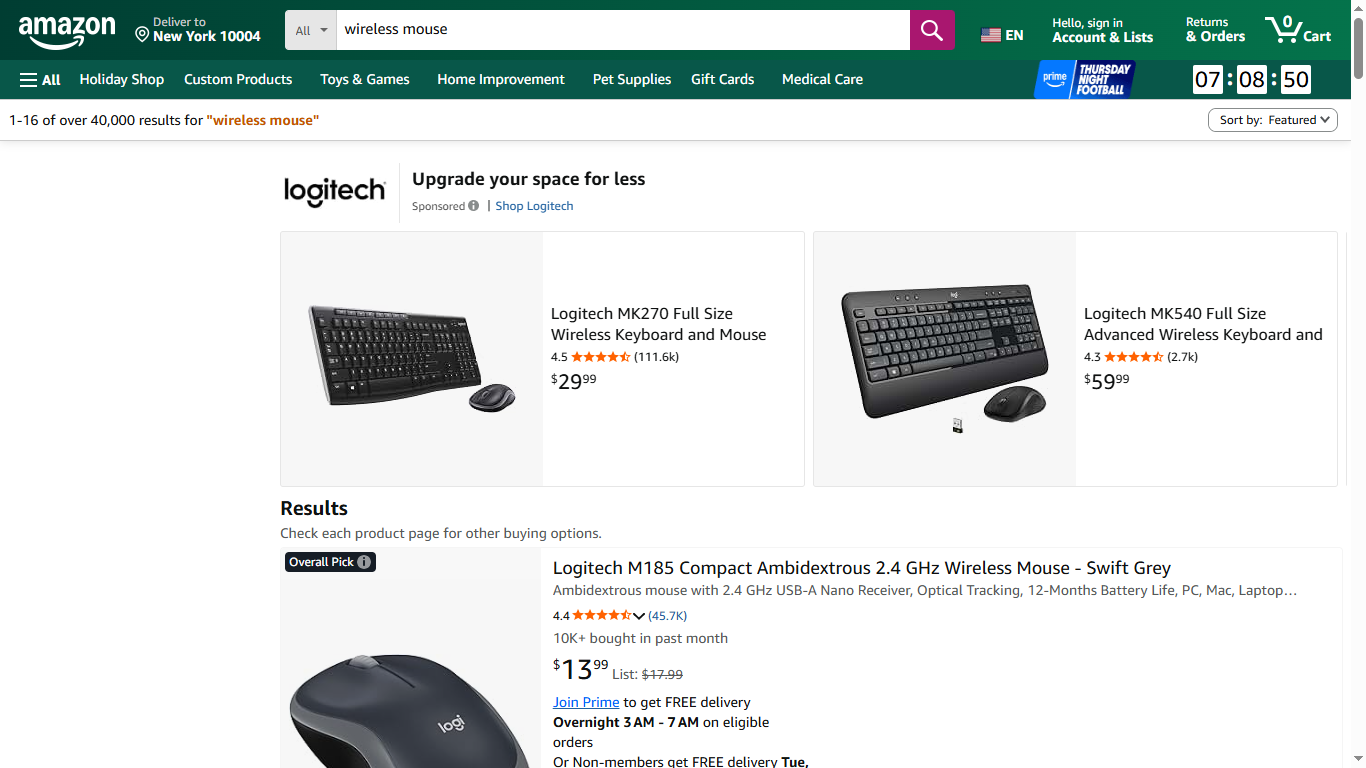 amazon
Deliver to
New York 10004
All
wireless mouse
EN
Hello, sign in
Account & Lists
Returns
& Orders
0
Cart
All
Holiday Shop
Custom Products
Toys & Games
Home Improvement
Pet Supplies
Gift Cards
Medical Care
prime
THURSDAY
NIGHT
FOOTBALL
07 : 08 : 50
1-16 of over 40,000 results for "wireless mouse"
Sort by: Featured
logitech
Upgrade your space for less
Sponsored
| Shop Logitech
Logitech MK270 Full Size
Wireless Keyboard and Mouse
4.5 (111.6k)
$29.99
Logitech MK540 Full Size
Advanced Wireless Keyboard and
4.3 (2.7k)
$59.99
Results
Check each product page for other buying options.
Overall Pick
logi
Logitech M185 Compact Ambidextrous 2.4 GHz Wireless Mouse - Swift Grey
Ambidextrous mouse with 2.4 GHz USB-A Nano Receiver, Optical Tracking, 12-Months Battery Life, PC, Mac, Laptop…
4.4 (45.7K)
10K+ bought in past month
$13.99 List: $17.99
Join Prime to get FREE delivery
Overnight 3 AM - 7 AM on eligible
orders
Or Non-members get FREE delivery Tue,